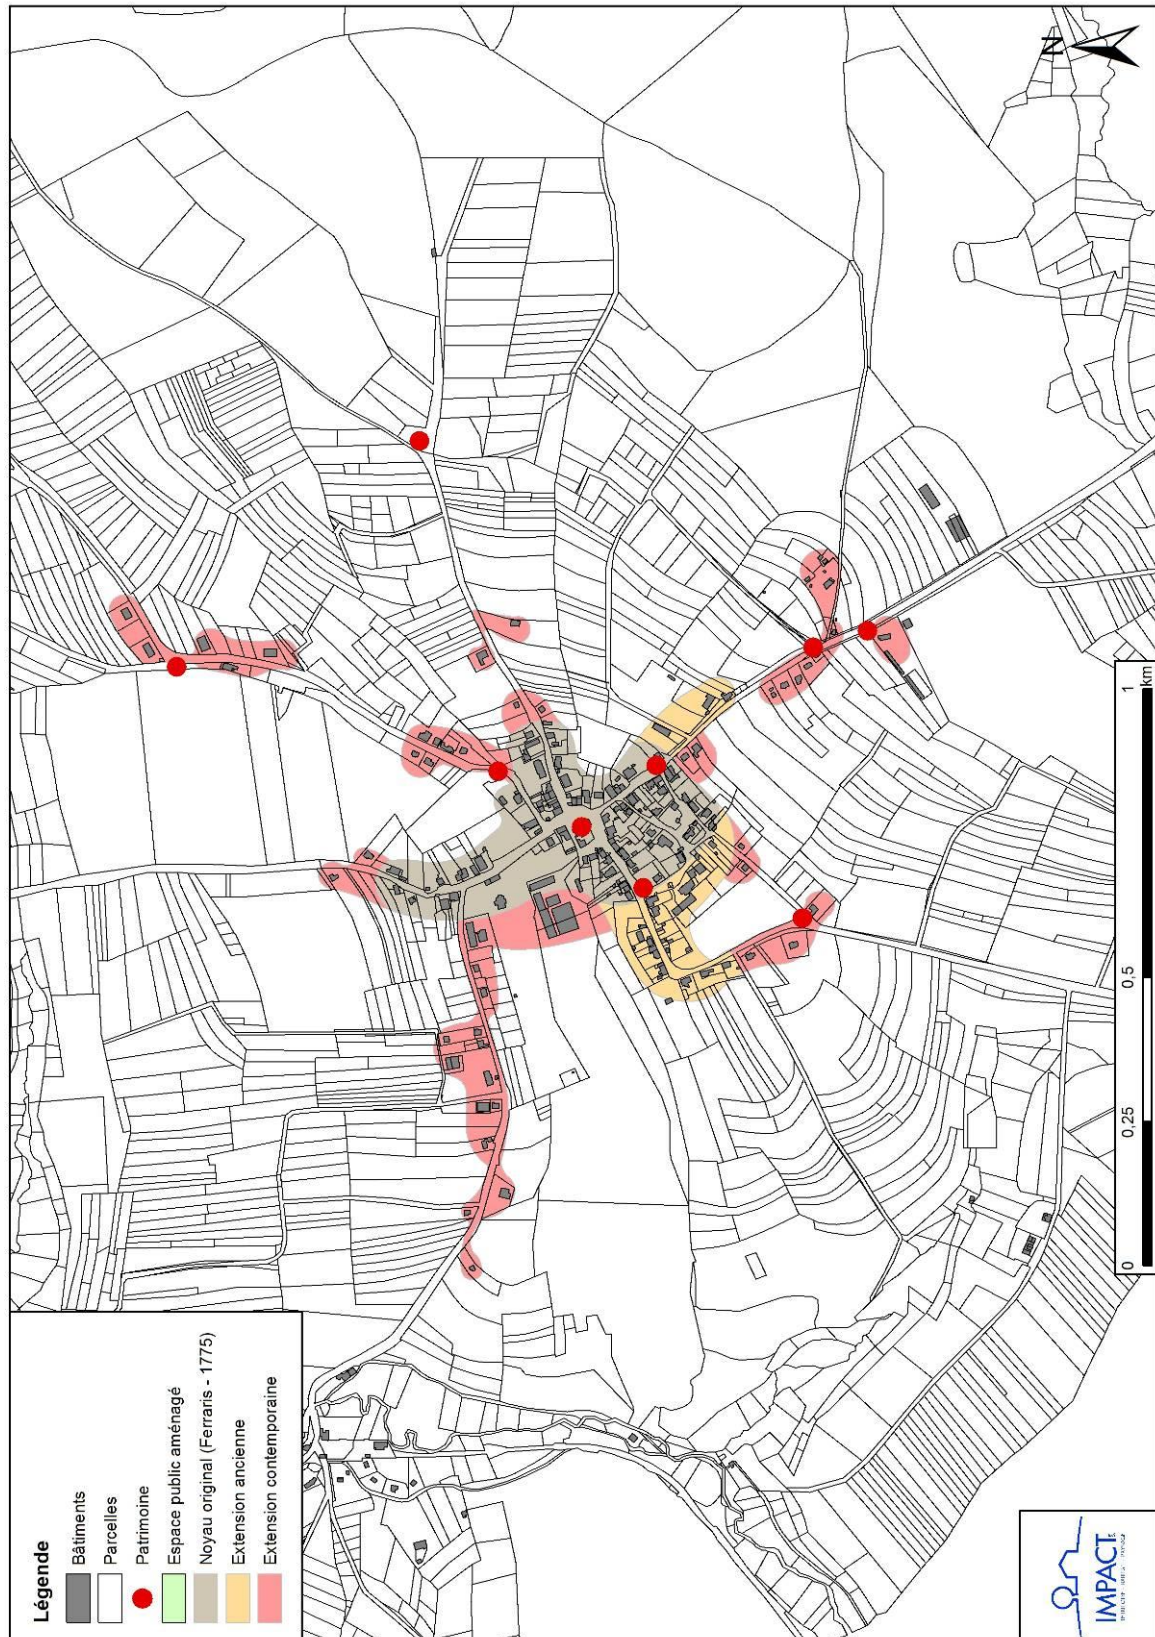 Légende
Bâtiments
Parcelles
Patrimoine
Espace public aménagé
Noyau original (Ferraris - 1775)
Extension ancienne
Extension contemporaine
N
0 0,25 0,5 1
km
IMPACT